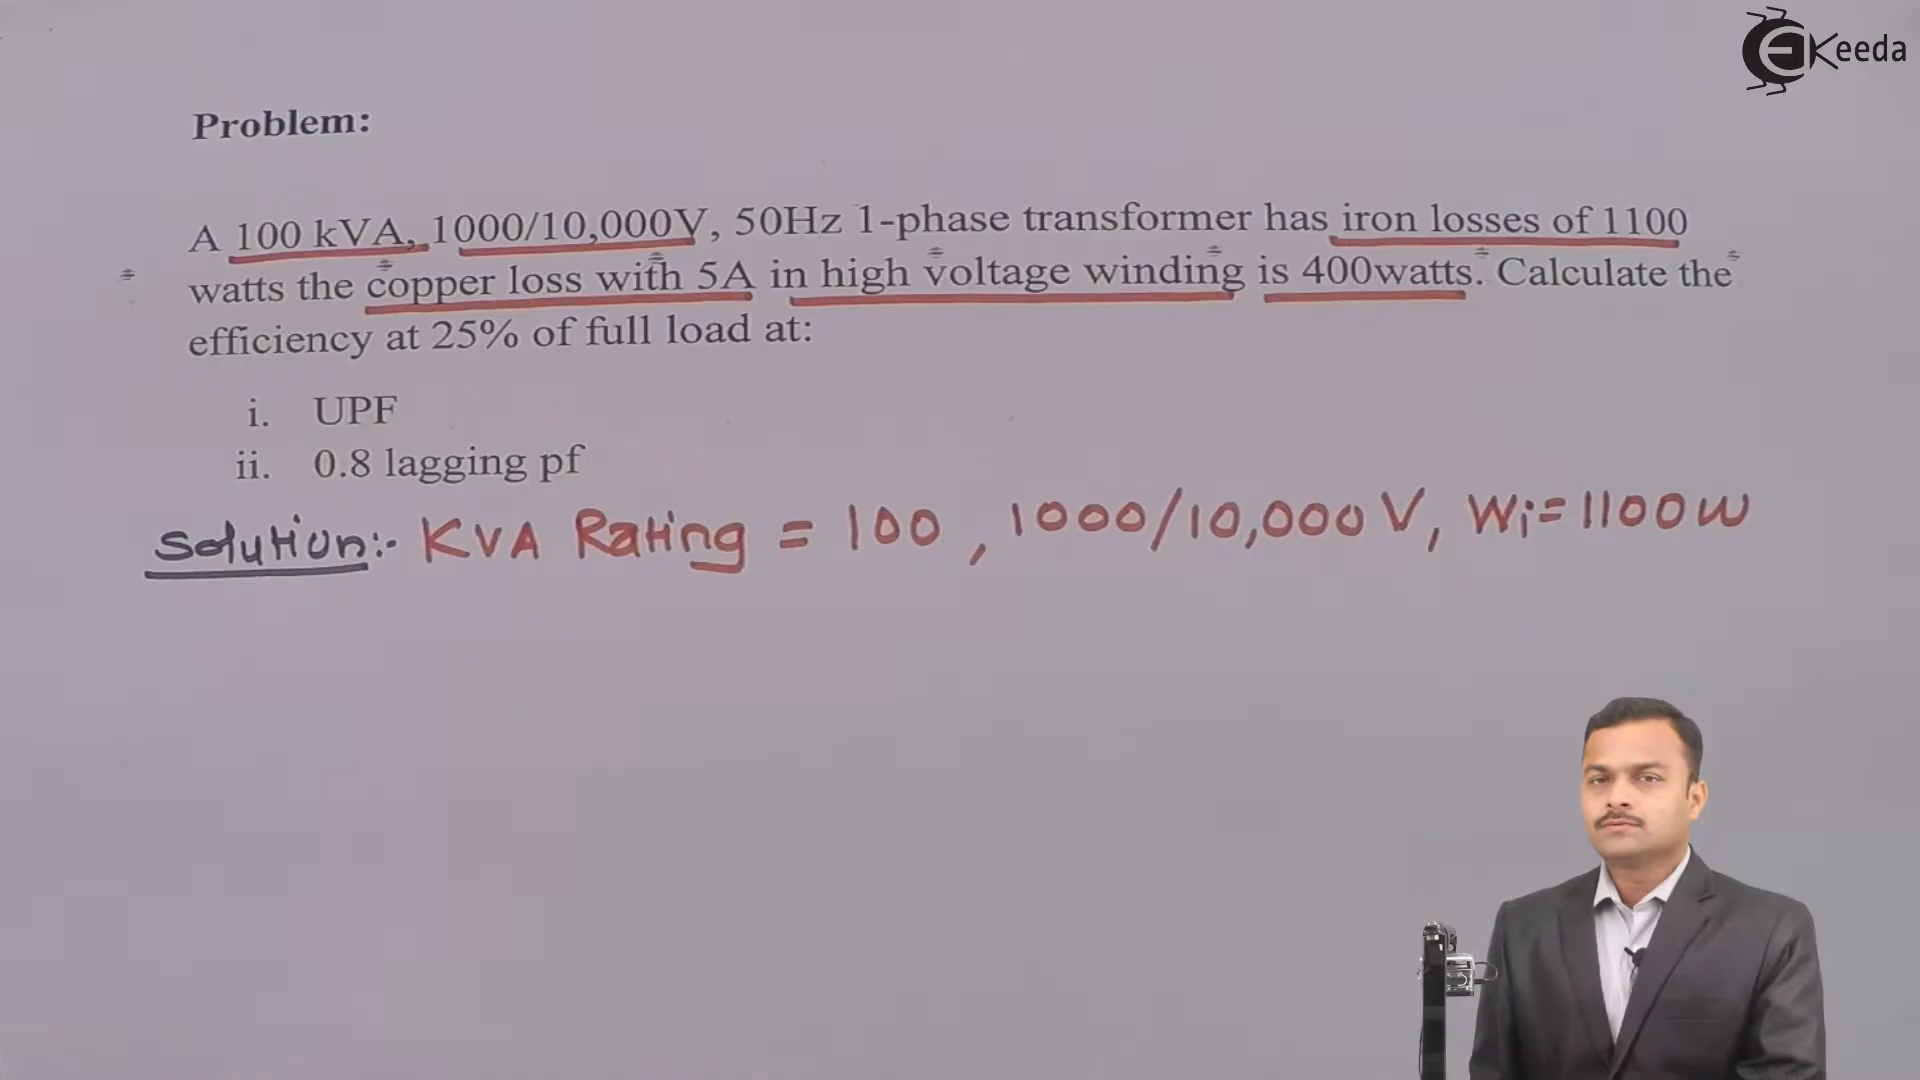 Keeda
Problem:
A 100 kVA, 1000/10,000V, 50Hz 1-phase transformer has iron losses of 1100
watts the copper loss with 5A in high voltage winding is 400watts. Calculate the
efficiency at 25% of full load at:
i. UPF
ii. 0.8 lagging pf
Solution:- KVA Rating = 100, 1000/10,000 V, Wi = 1100 W